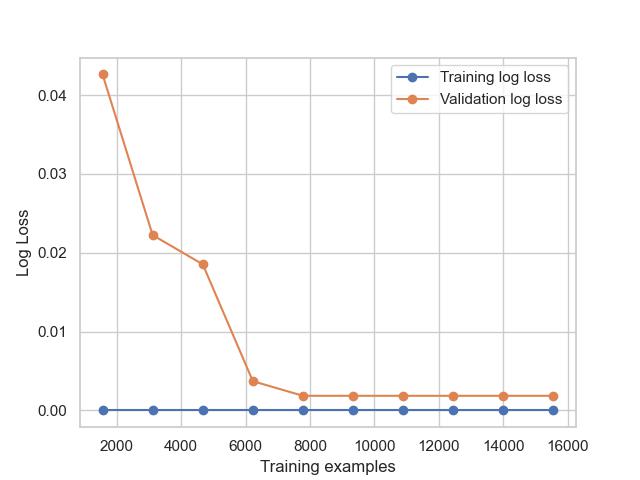 Training log loss
Validation log loss
0.04
0.03
0.02
0.01
0.00
Log Loss
2000 4000 6000 8000 10000 12000 14000 16000
Training examples